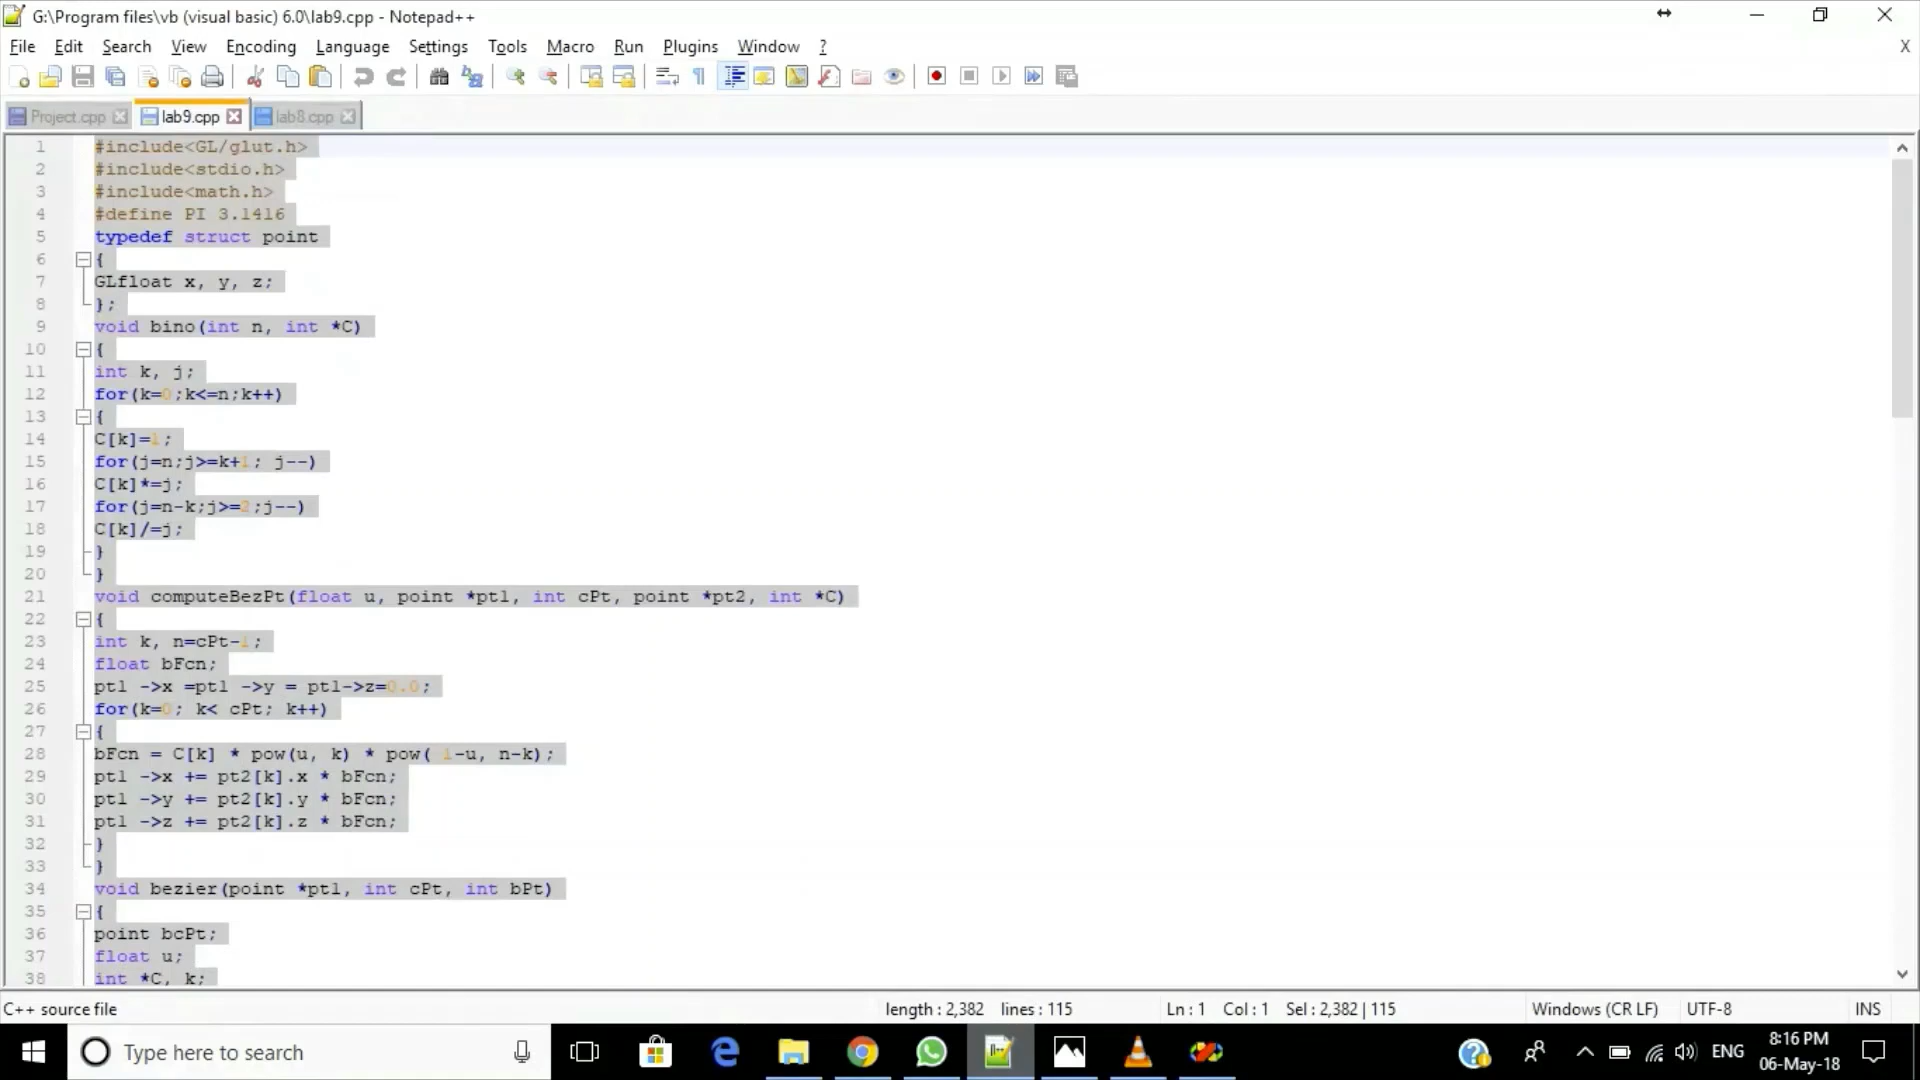 G:\Program files\vb (visual basic) 6.0\lab9.cpp - Notepad++
File Edit Search View Encoding Language Settings Tools Macro Run Plugins Window ? X
Project.cpp lab9.cpp lab8.cpp
1 #include<GL/glut.h>
2 #include<stdio.h>
3 #include<math.h>
4 #define PI 3.1416
5 typedef struct point
6 {
7 GLfloat x, y, z;
8 };
9 void bino(int n, int *C)
10 {
11 int k, j;
12 for(k=0;k<=n;k++)
13 {
14 C[k]=1;
15 for(j=n;j>=k+1; j--)
16 C[k]*=j;
17 for(j=n-k;j>=2;j--)
18 C[k]/=j;
19 }
20 }
21 void computeBezPt(float u, point *pt1, int cPt, point *pt2, int *C)
22 {
23 int k, n=cPt-1;
24 float bFcn;
25 pt1 ->x =pt1 ->y = pt1->z=0.0;
26 for(k=0; k< cPt; k++)
27 {
28 bFcn = C[k] * pow(u, k) * pow( 1-u, n-k);
29 pt1 ->x += pt2[k].x * bFcn;
30 pt1 ->y += pt2[k].y * bFcn;
31 pt1 ->z += pt2[k].z * bFcn;
32 }
33 }
34 void bezier(point *pt1, int cPt, int bPt)
35 {
36 point bcPt;
37 float u;
38 int *C, k;
C++ source file length : 2,382 lines : 115 Ln : 1 Col : 1 Sel : 2,382 | 115 Windows (CR LF) UTF-8 INS
Type here to search ENG 8:16 PM
06-May-18